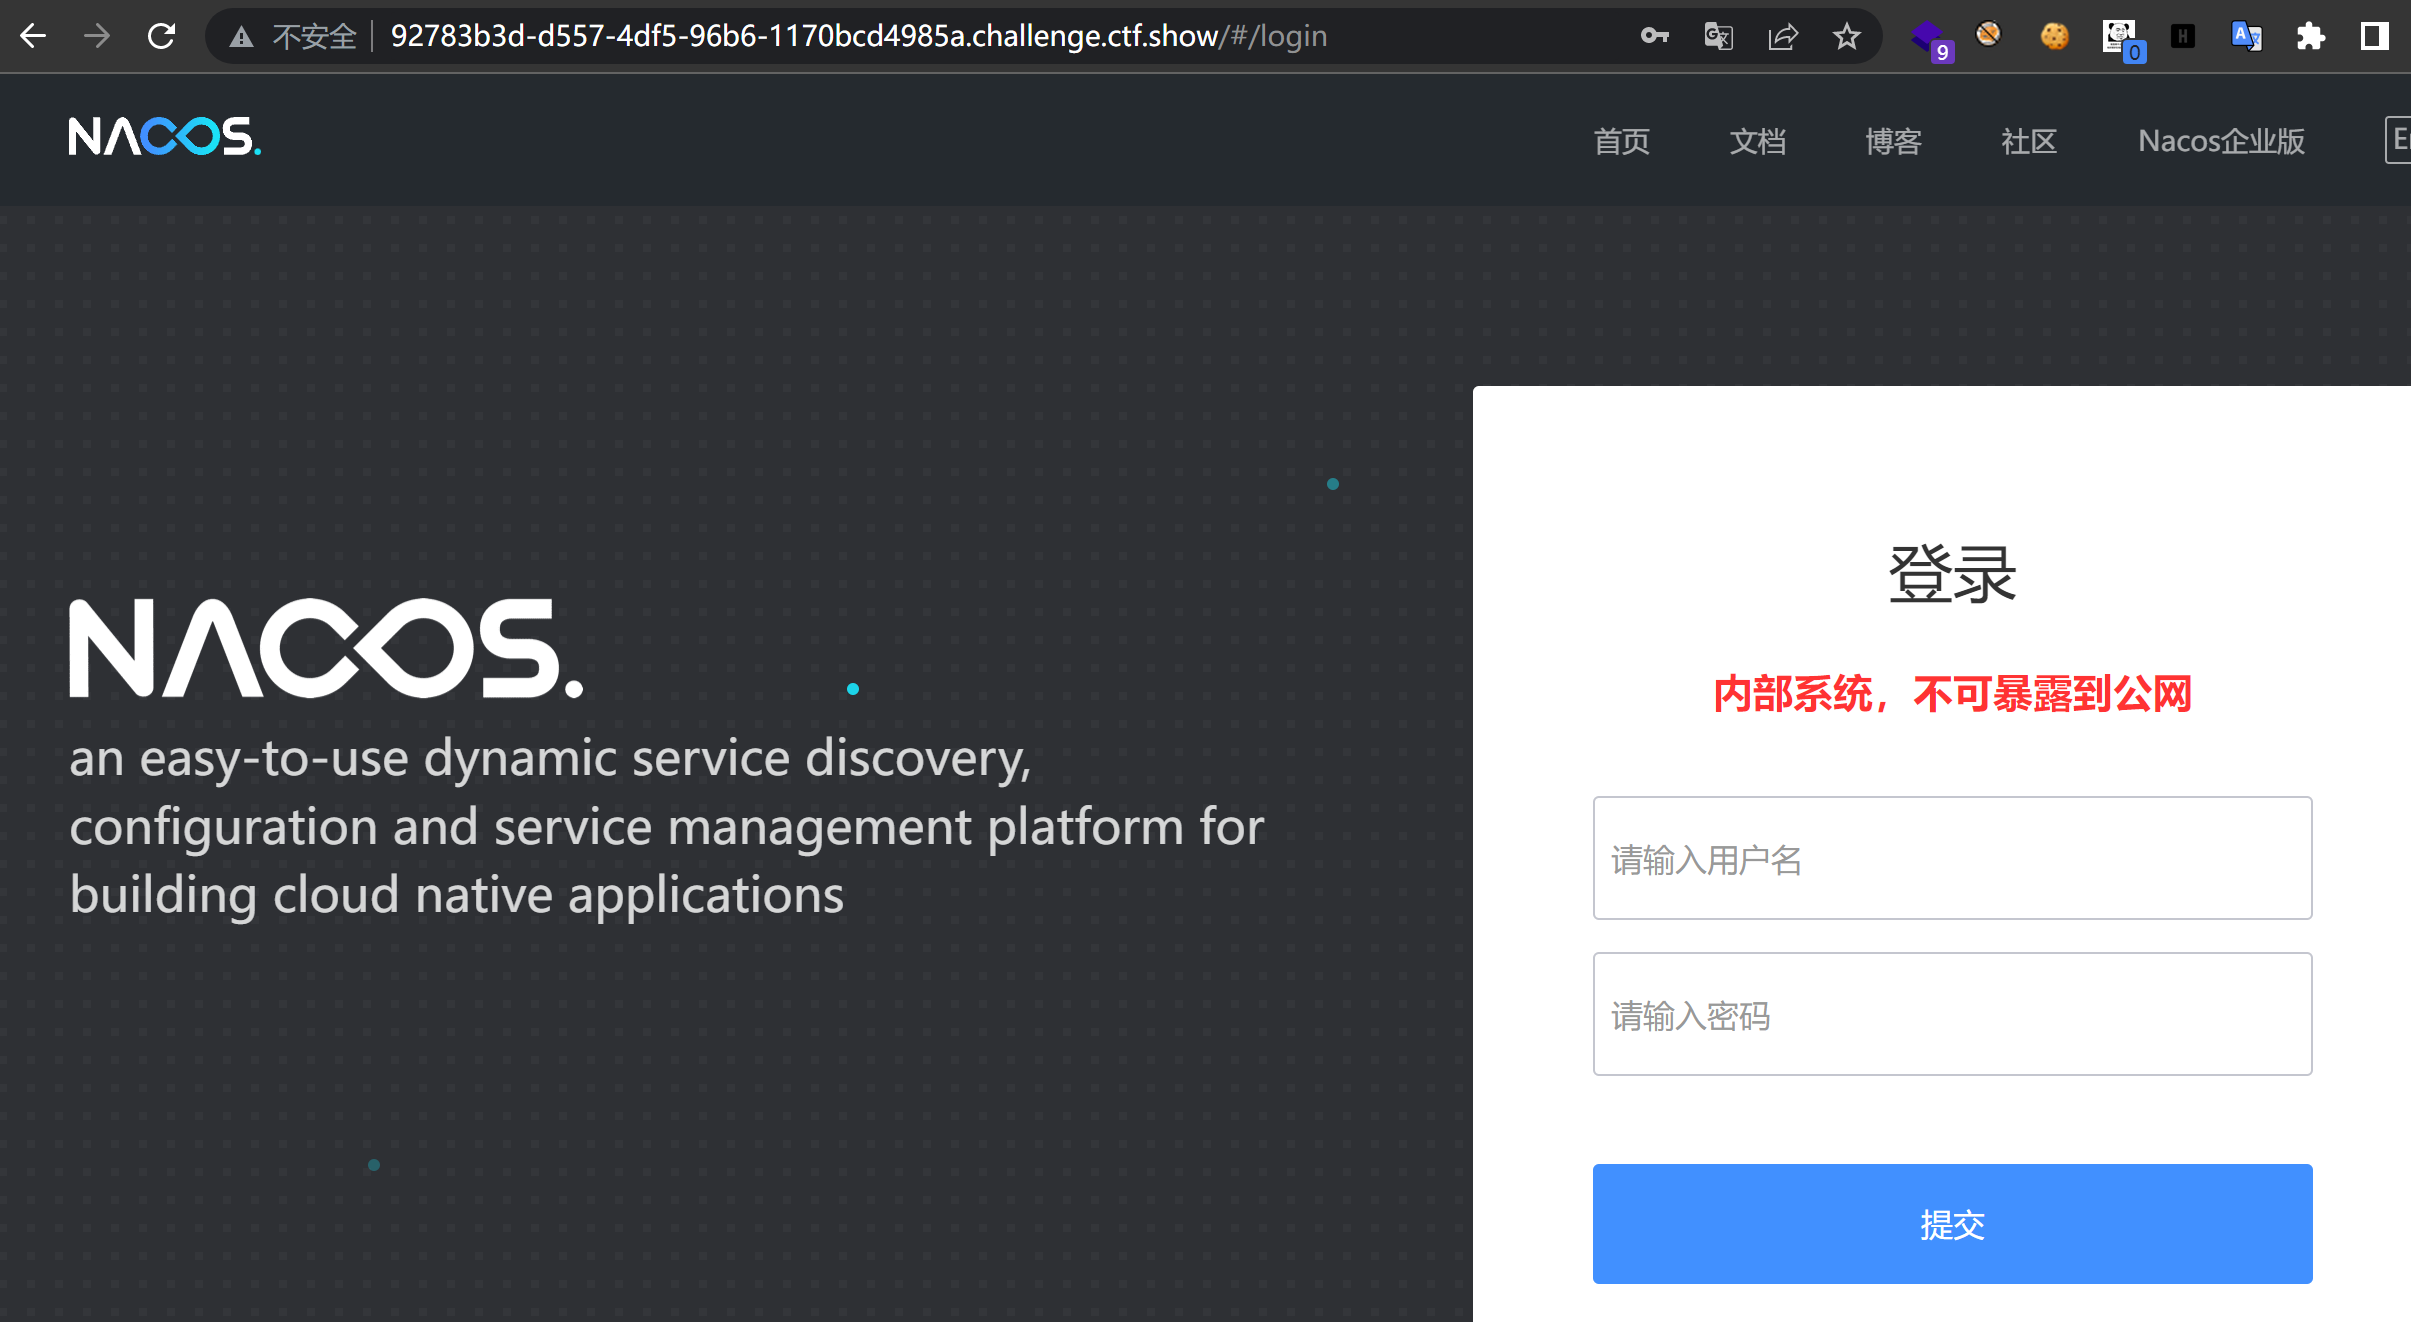 不安全 92783b3d-d557-4df5-96b6-1170bcd4985a.challenge.ctf.show/#/login
9
0
NACOS.
首页 文档 博客 社区 Nacos企业版
登录
内部系统，不可暴露到公网
NACOS.
an easy-to-use dynamic service discovery,
configuration and service management platform for
building cloud native applications
请输入用户名
请输入密码
提交